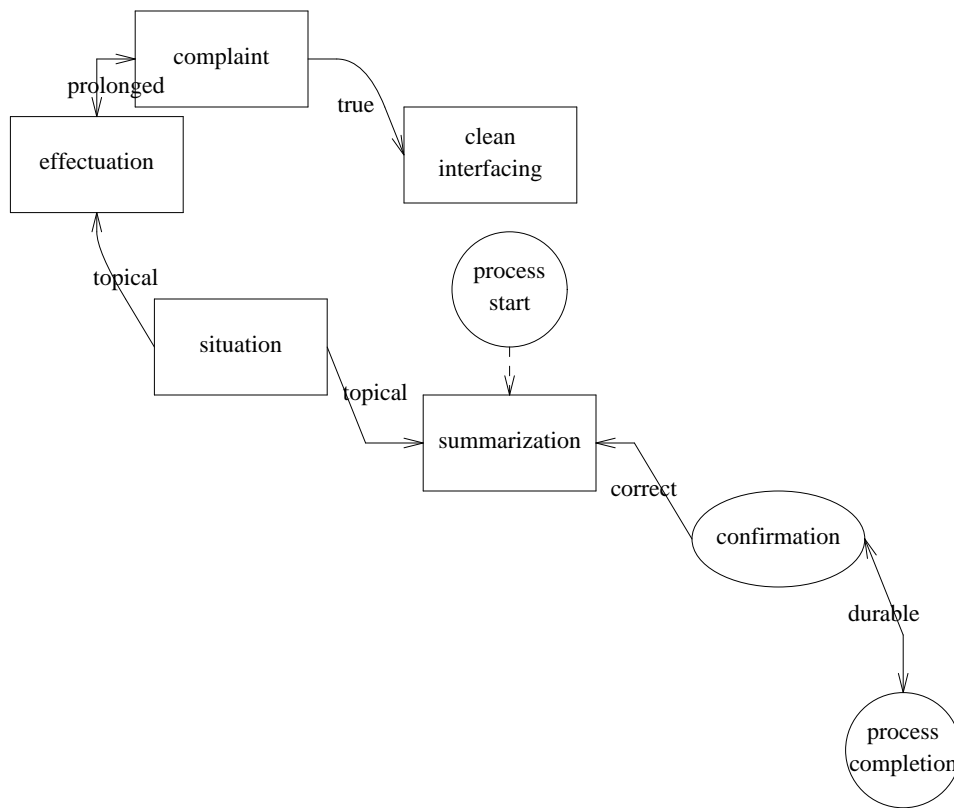 complaint
prolonged
true
clean
interfacing
effectuation
topical
process
start
situation
topical
summarization
correct
confirmation
durable
process
completion